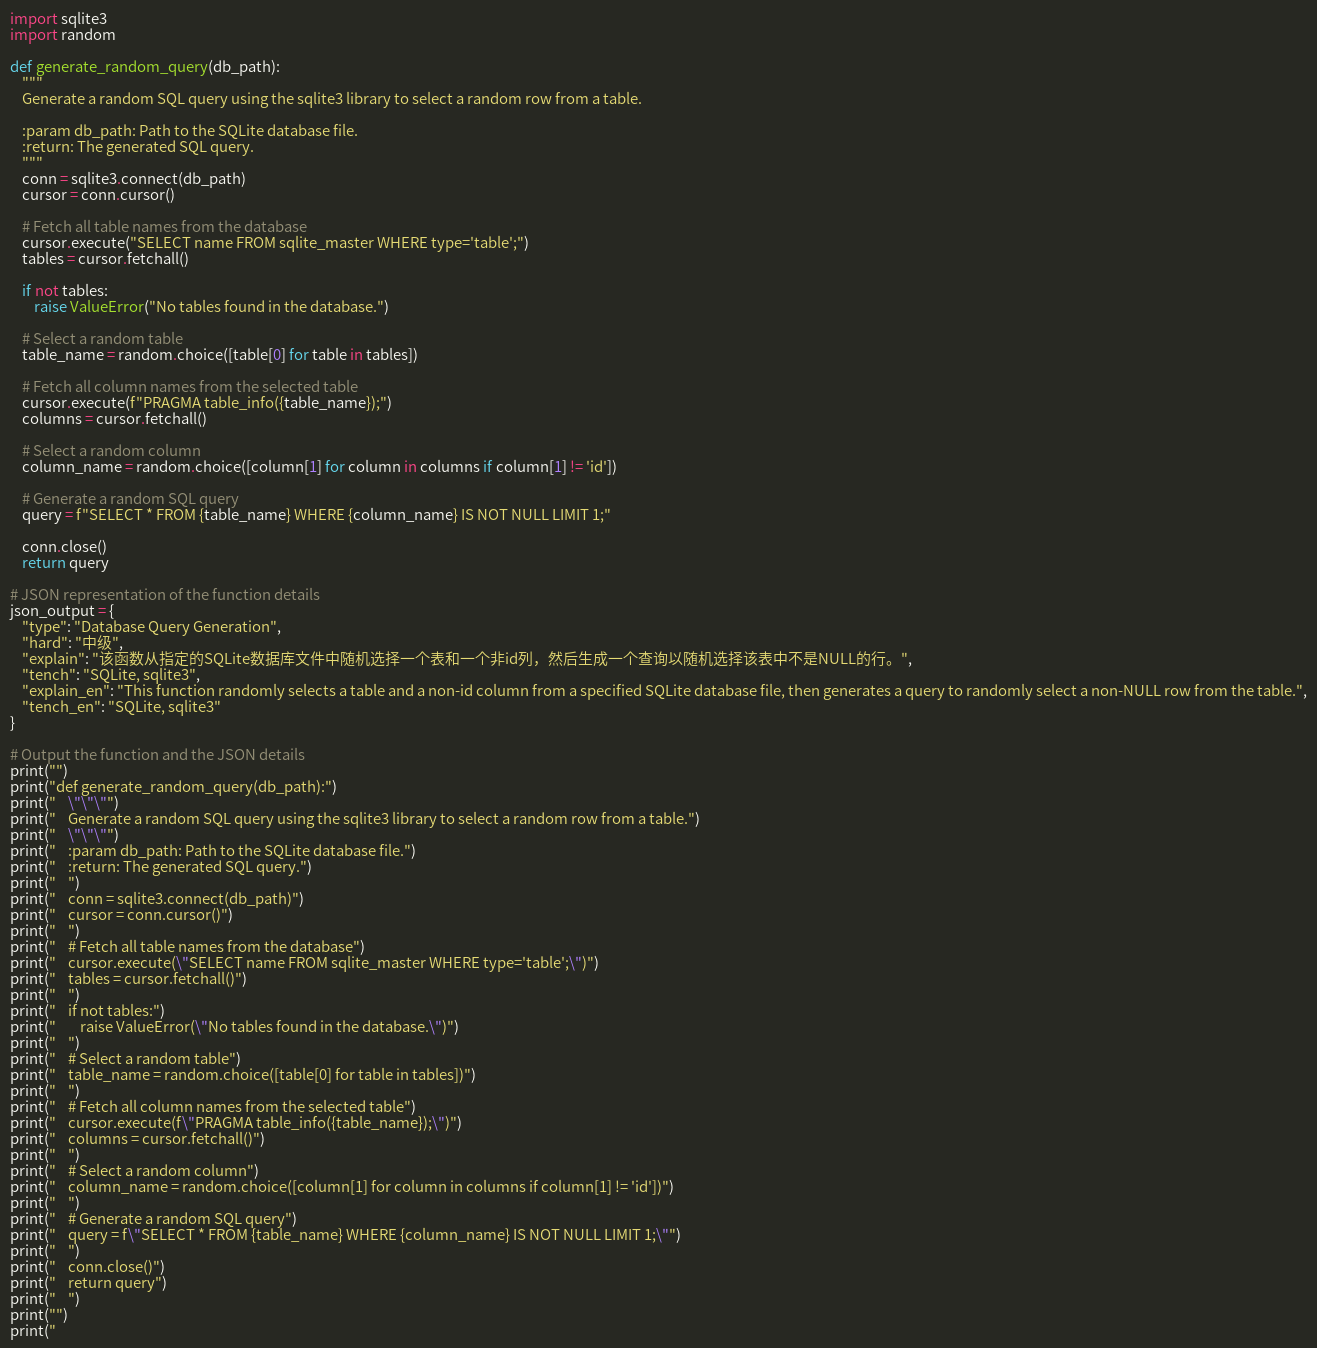 import sqlite3
import random

def generate_random_query(db_path):
    """
    Generate a random SQL query using the sqlite3 library to select a random row from a table.

    :param db_path: Path to the SQLite database file.
    :return: The generated SQL query.
    """
    conn = sqlite3.connect(db_path)
    cursor = conn.cursor()

    # Fetch all table names from the database
    cursor.execute("SELECT name FROM sqlite_master WHERE type='table';")
    tables = cursor.fetchall()

    if not tables:
        raise ValueError("No tables found in the database.")

    # Select a random table
    table_name = random.choice([table[0] for table in tables])

    # Fetch all column names from the selected table
    cursor.execute(f"PRAGMA table_info({table_name});")
    columns = cursor.fetchall()

    # Select a random column
    column_name = random.choice([column[1] for column in columns if column[1] != 'id'])

    # Generate a random SQL query
    query = f"SELECT * FROM {table_name} WHERE {column_name} IS NOT NULL LIMIT 1;"

    conn.close()
    return query

# JSON representation of the function details
json_output = {
    "type": "Database Query Generation",
    "hard": "中级",
    "explain": "该函数从指定的SQLite数据库文件中随机选择一个表和一个非id列，然后生成一个查询以随机选择该表中不是NULL的行。",
    "tench": "SQLite, sqlite3",
    "explain_en": "This function randomly selects a table and a non-id column from a specified SQLite database file, then generates a query to randomly select a non-NULL row from the table.",
    "tench_en": "SQLite, sqlite3"
}

# Output the function and the JSON details
print("")
print("def generate_random_query(db_path):")
print("    \"\"\"")
print("    Generate a random SQL query using the sqlite3 library to select a random row from a table.")
print("    \"\"\"")
print("    :param db_path: Path to the SQLite database file.")
print("    :return: The generated SQL query.")
print("    ")
print("    conn = sqlite3.connect(db_path)")
print("    cursor = conn.cursor()")
print("    ")
print("    # Fetch all table names from the database")
print("    cursor.execute(\"SELECT name FROM sqlite_master WHERE type='table';\")")
print("    tables = cursor.fetchall()")
print("    ")
print("    if not tables:")
print("        raise ValueError(\"No tables found in the database.\")")
print("    ")
print("    # Select a random table")
print("    table_name = random.choice([table[0] for table in tables])")
print("    ")
print("    # Fetch all column names from the selected table")
print("    cursor.execute(f\"PRAGMA table_info({table_name});\")")
print("    columns = cursor.fetchall()")
print("    ")
print("    # Select a random column")
print("    column_name = random.choice([column[1] for column in columns if column[1] != 'id'])")
print("    ")
print("    # Generate a random SQL query")
print("    query = f\"SELECT * FROM {table_name} WHERE {column_name} IS NOT NULL LIMIT 1;\"")
print("    ")
print("    conn.close()")
print("    return query")
print("    ")
print("")
print("